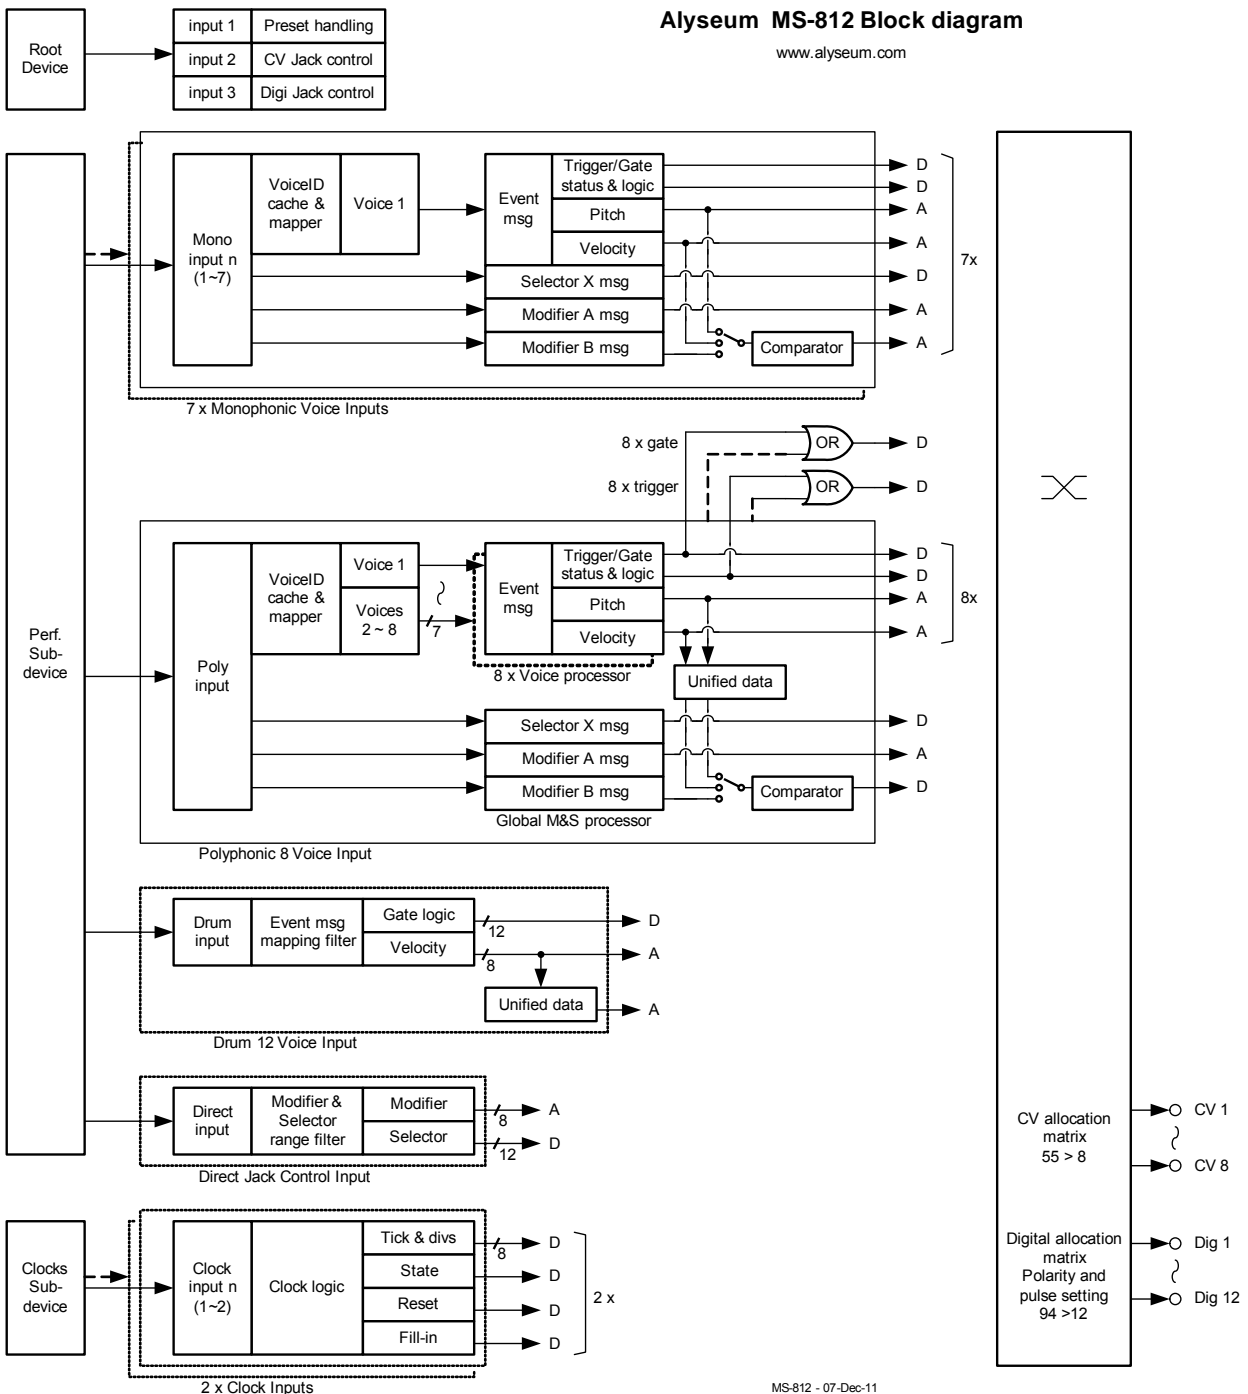 Alyseum MS-812 Block diagram
www.alyseum.com
Root
Device
input 1 Preset handling
input 2 CV Jack control
input 3 Digi Jack control
Perf.
Sub-
device
Mono
input n
(1~7)
VoiceID
cache &
mapper
Voice 1
Event
msg
Trigger/Gate
status & logic
Pitch
Velocity
Selector X msg
Modifier A msg
Modifier B msg
Comparator
D
D
A
A
D
A
A
7x
7 x Monophonic Voice Inputs
8 x gate
OR
D
8 x trigger
OR
D
Poly
input
VoiceID
cache &
mapper
Voice 1
Voices
2 ~ 8
7
Event
msg
Trigger/Gate
status & logic
Pitch
Velocity
8 x Voice processor
Unified data
D
D
A
A
8x
Selector X msg
Modifier A msg
Modifier B msg
Global M&S processor
Comparator
D
A
D
Polyphonic 8 Voice Input
Drum
input
Event msg
mapping filter
Gate logic
Velocity
12
8
Unified data
D
A
A
Drum 12 Voice Input
Direct
input
Modifier &
Selector
range filter
Modifier
Selector
8
12
A
D
Direct Jack Control Input
Clocks
Sub-
device
Clock
input n
(1~2)
Clock logic
Tick & divs
State
Reset
Fill-in
8
D
D
D
D
2 x
2 x Clock Inputs
CV allocation
matrix
55 > 8
CV 1
CV 8
Digital allocation
matrix
Polarity and
pulse setting
94 >12
Dig 1
Dig 12
MS-812 - 07-Dec-11